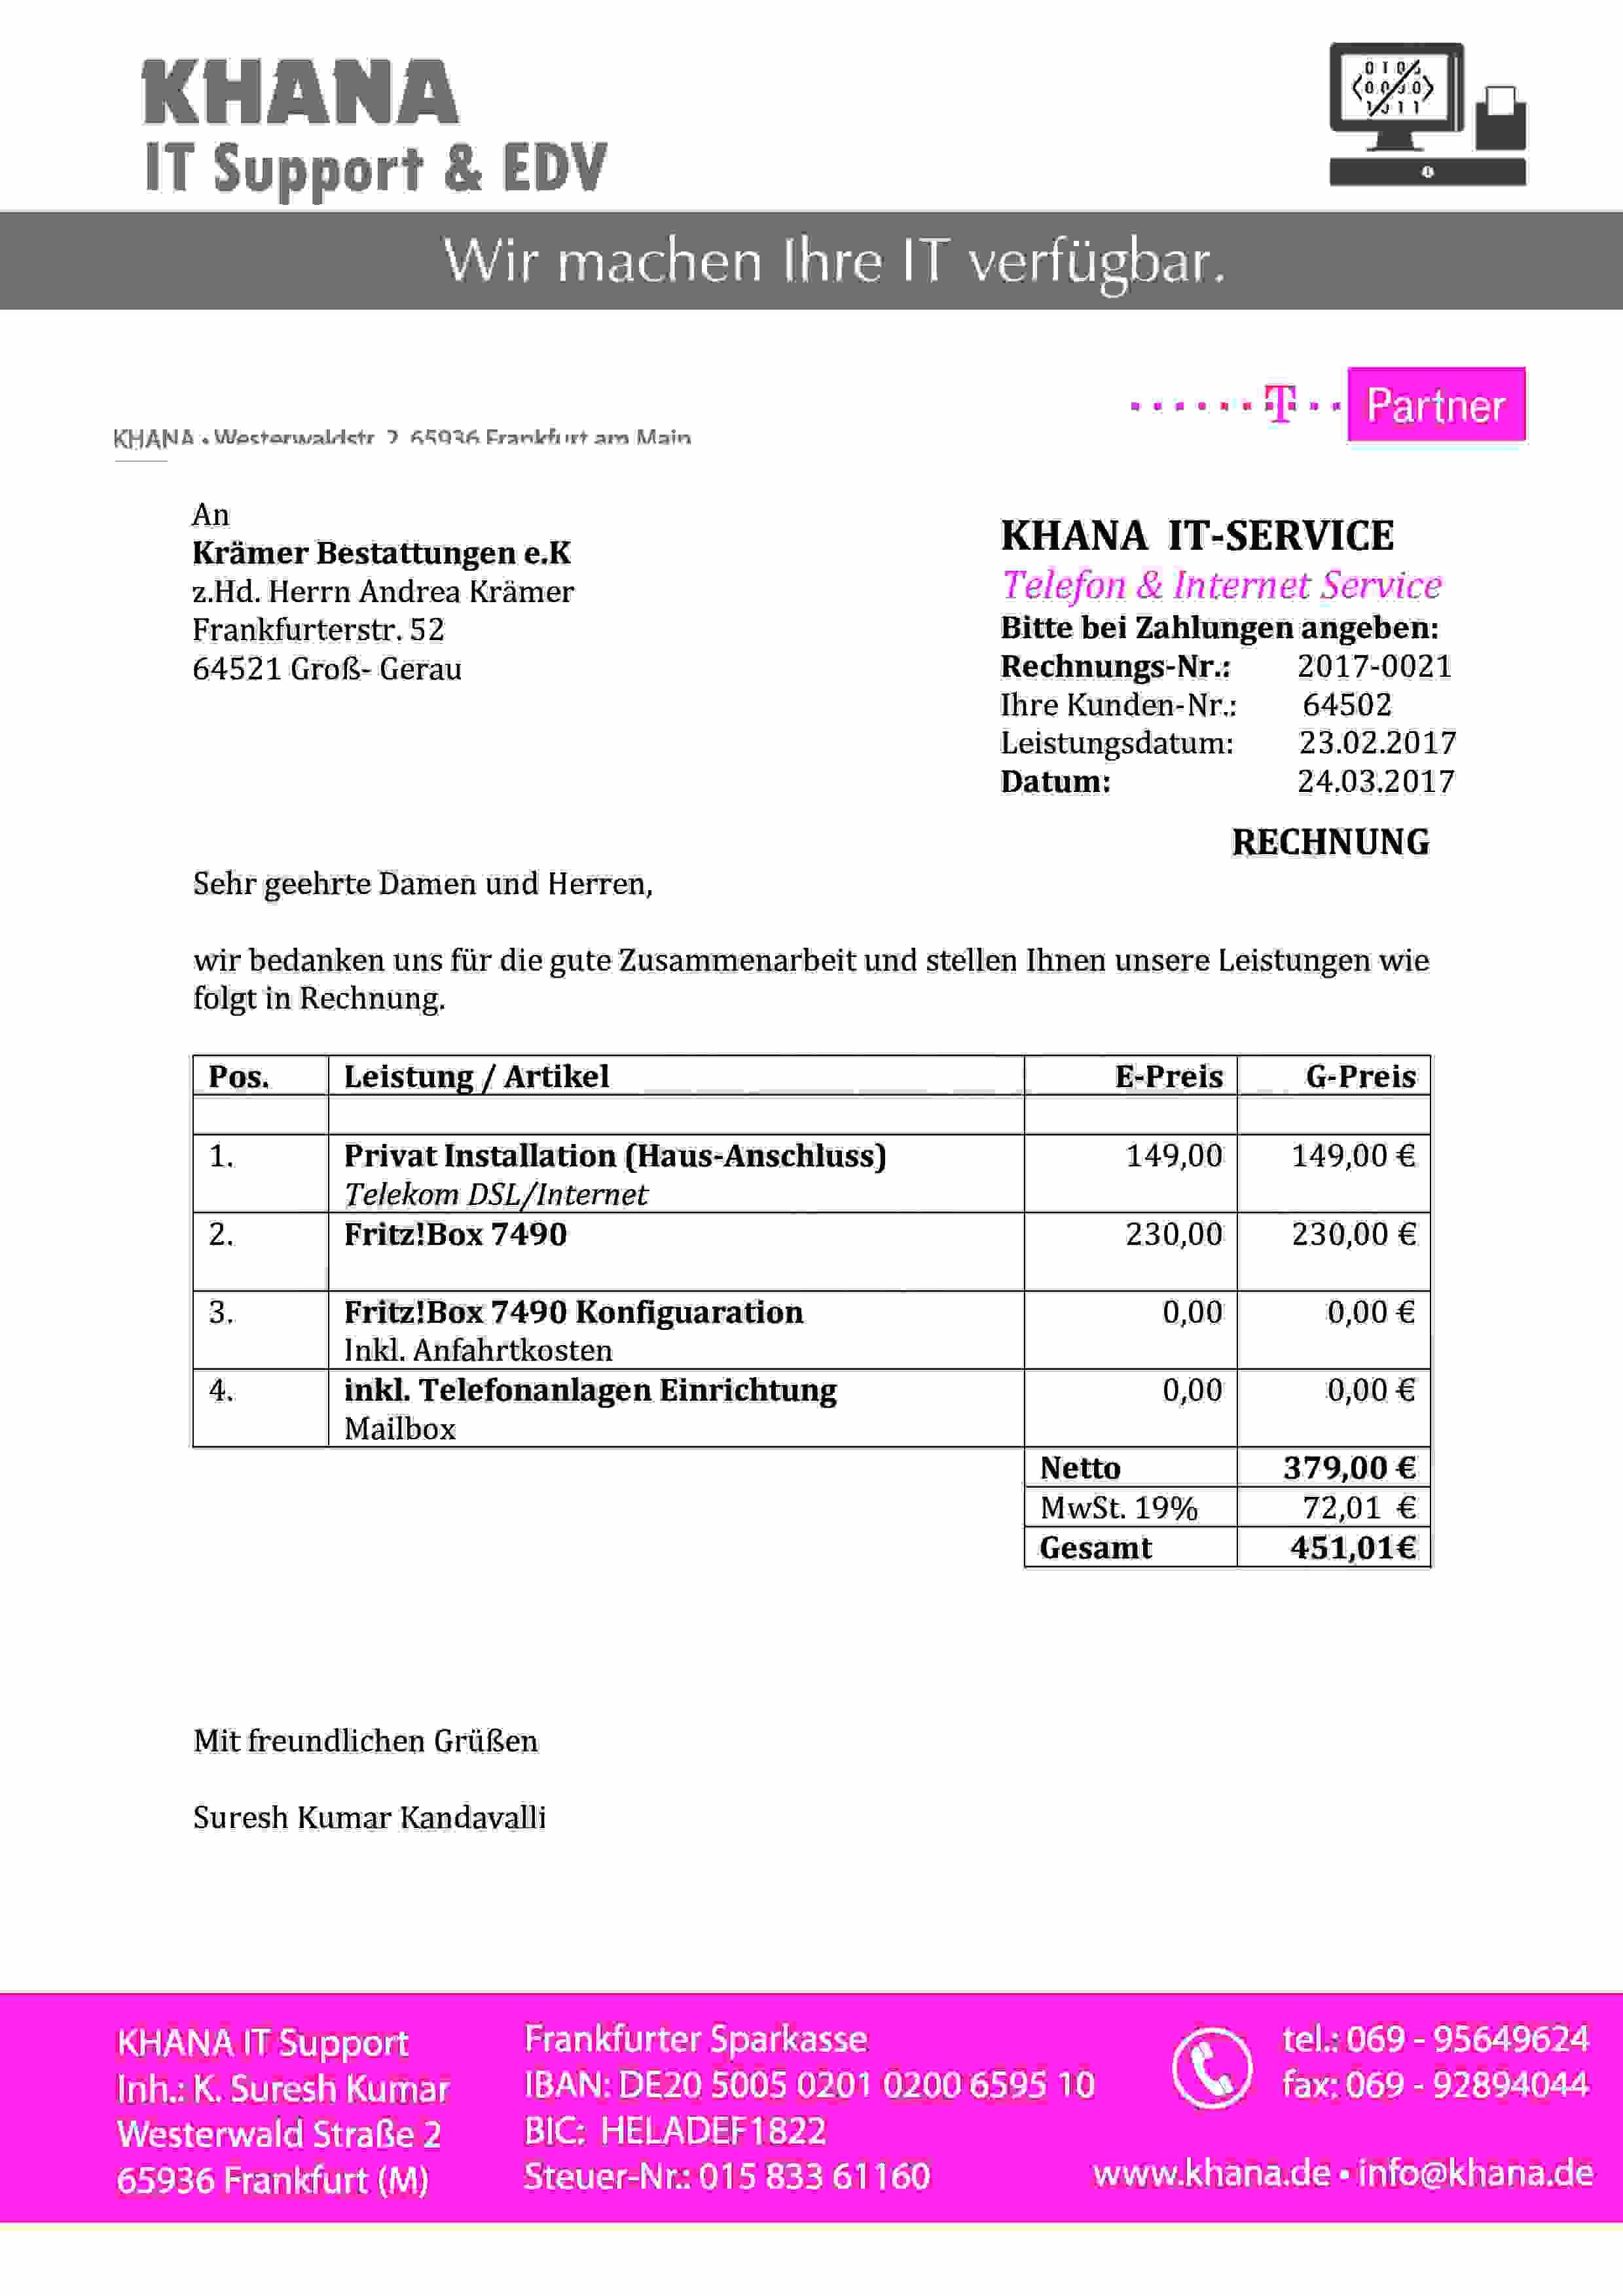 KHANA
IT Support & EDV
Wir machen Ihre IT verfügbar.
T Partner
KHANA • Westerwaldstr. 2 65936 Frankfurt am Main
An
Krämer Bestattungen e.K
z.Hd. Herrn Andrea Krämer
Frankfurterstr. 52
64521 Groß- Gerau
KHANA IT-SERVICE
Telefon & Internet Service
Bitte bei Zahlungen angeben:
Rechnungs-Nr.: 2017-0021
Ihre Kunden-Nr.: 64502
Leistungsdatum: 23.02.2017
Datum: 24.03.2017
RECHNUNG
Sehr geehrte Damen und Herren,
wir bedanken uns für die gute Zusammenarbeit und stellen Ihnen unsere Leistungen wie
folgt in Rechnung.
Pos. Leistung / Artikel E-Preis G-Preis
1. Privat Installation (Haus-Anschluss) 149,00 149,00 €
Telekom DSL/Internet
2. Fritz!Box 7490 230,00 230,00 €
3. Fritz!Box 7490 Konfiguaration 0,00 0,00 €
Inkl. Anfahrtkosten
4. inkl. Telefonanlagen Einrichtung 0,00 0,00 €
Mailbox
Netto 379,00 €
MwSt. 19% 72,01 €
Gesamt 451,01€
Mit freundlichen Grüßen
Suresh Kumar Kandavalli
KHANA IT Support
Inh.: K. Suresh Kumar
Westerwald Straße 2
65936 Frankfurt (M)
Frankfurter Sparkasse
IBAN: DE20 5005 0201 0200 6595 10
BIC: HELADEF1822
Steuer-Nr.: 015 833 61160
tel.: 069 - 95649624
fax: 069 - 92894044
www.khana.de • info@khana.de